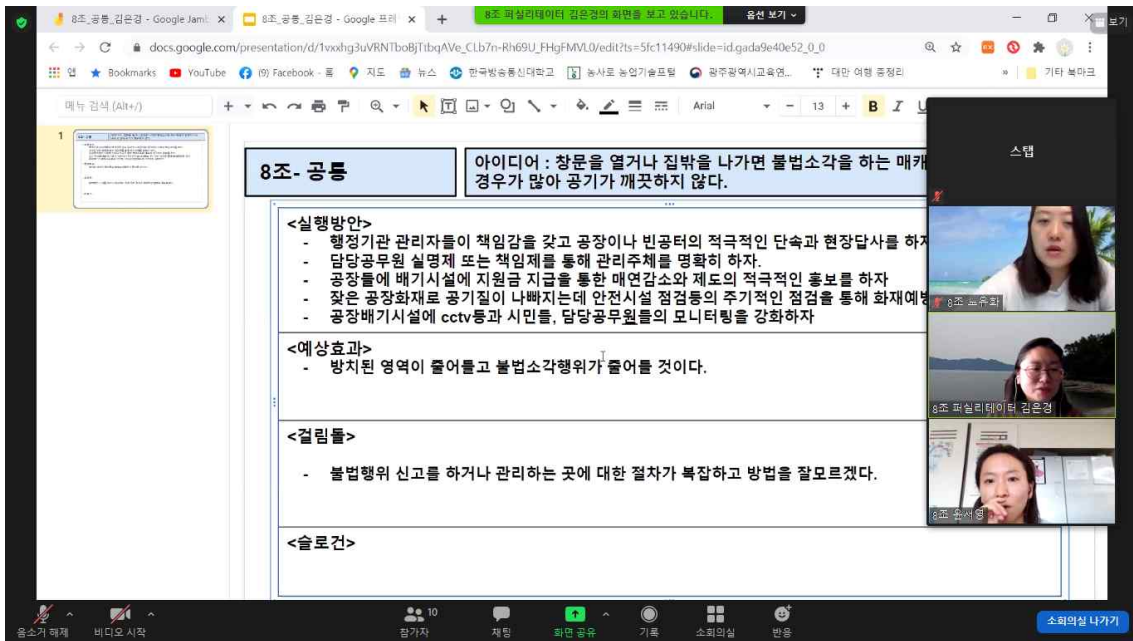 8조_공통_김은경 - Google Jaml
8조_공통_김은경 - Google 프레
8조 퍼실리테이터 김은경의 화면을 보고 있습니다.
옵션 보기
보기
docs.google.com/presentation/d/1vxxhg3uVRNTboBjTtbqAVe_CLb7n-Rh69U_FHgFMVL0/edit?ts=5fc11490#slide=id.gada9e40e52_0_0
앱
Bookmarks
YouTube
(9) Facebook - 홈
지도
뉴스
한국방송통신대학교
농사로 농업기술포털
광주광역시교육연...
대만 여행 총정리
»
기타 북마크
메뉴 검색 (Alt+/)
Arial
13
B
I
U
1
8조- 공통
아이디어 : 창문을 열거나 집밖을 나가면 불법소각을 하는 매캐
경우가 많아 공기가 깨끗하지 않다.
<실행방안>
- 행정기관 관리자들이 책임감을 갖고 공장이나 빈공터의 적극적인 단속과 현장답사를 하자
- 담당공무원 실명제 또는 책임제를 통해 관리주체를 명확히 하자.
- 공장들에 배기시설에 지원금 지급을 통한 매연감소와 제도의 적극적인 홍보를 하자
- 잦은 공장화재로 공기질이 나빠지는데 안전시설 점검등의 주기적인 점검을 통해 화재예방
- 공장배기시설에 cctv등과 시민들, 담당공무원들의 모니터링을 강화하자
<예상효과>
- 방치된 영역이 줄어들고 불법소각행위가 줄어들 것이다.
<걸림돌>
- 불법행위 신고를 하거나 관리하는 곳에 대한 절차가 복잡하고 방법을 잘모르겠다.
<슬로건>
스탭
8조
8조 퍼실리테이터 김은경
8조 윤서영
음소거 해제
비디오 시작
10
참가자
채팅
화면 공유
기록
소회의실
반응
소회의실 나가기